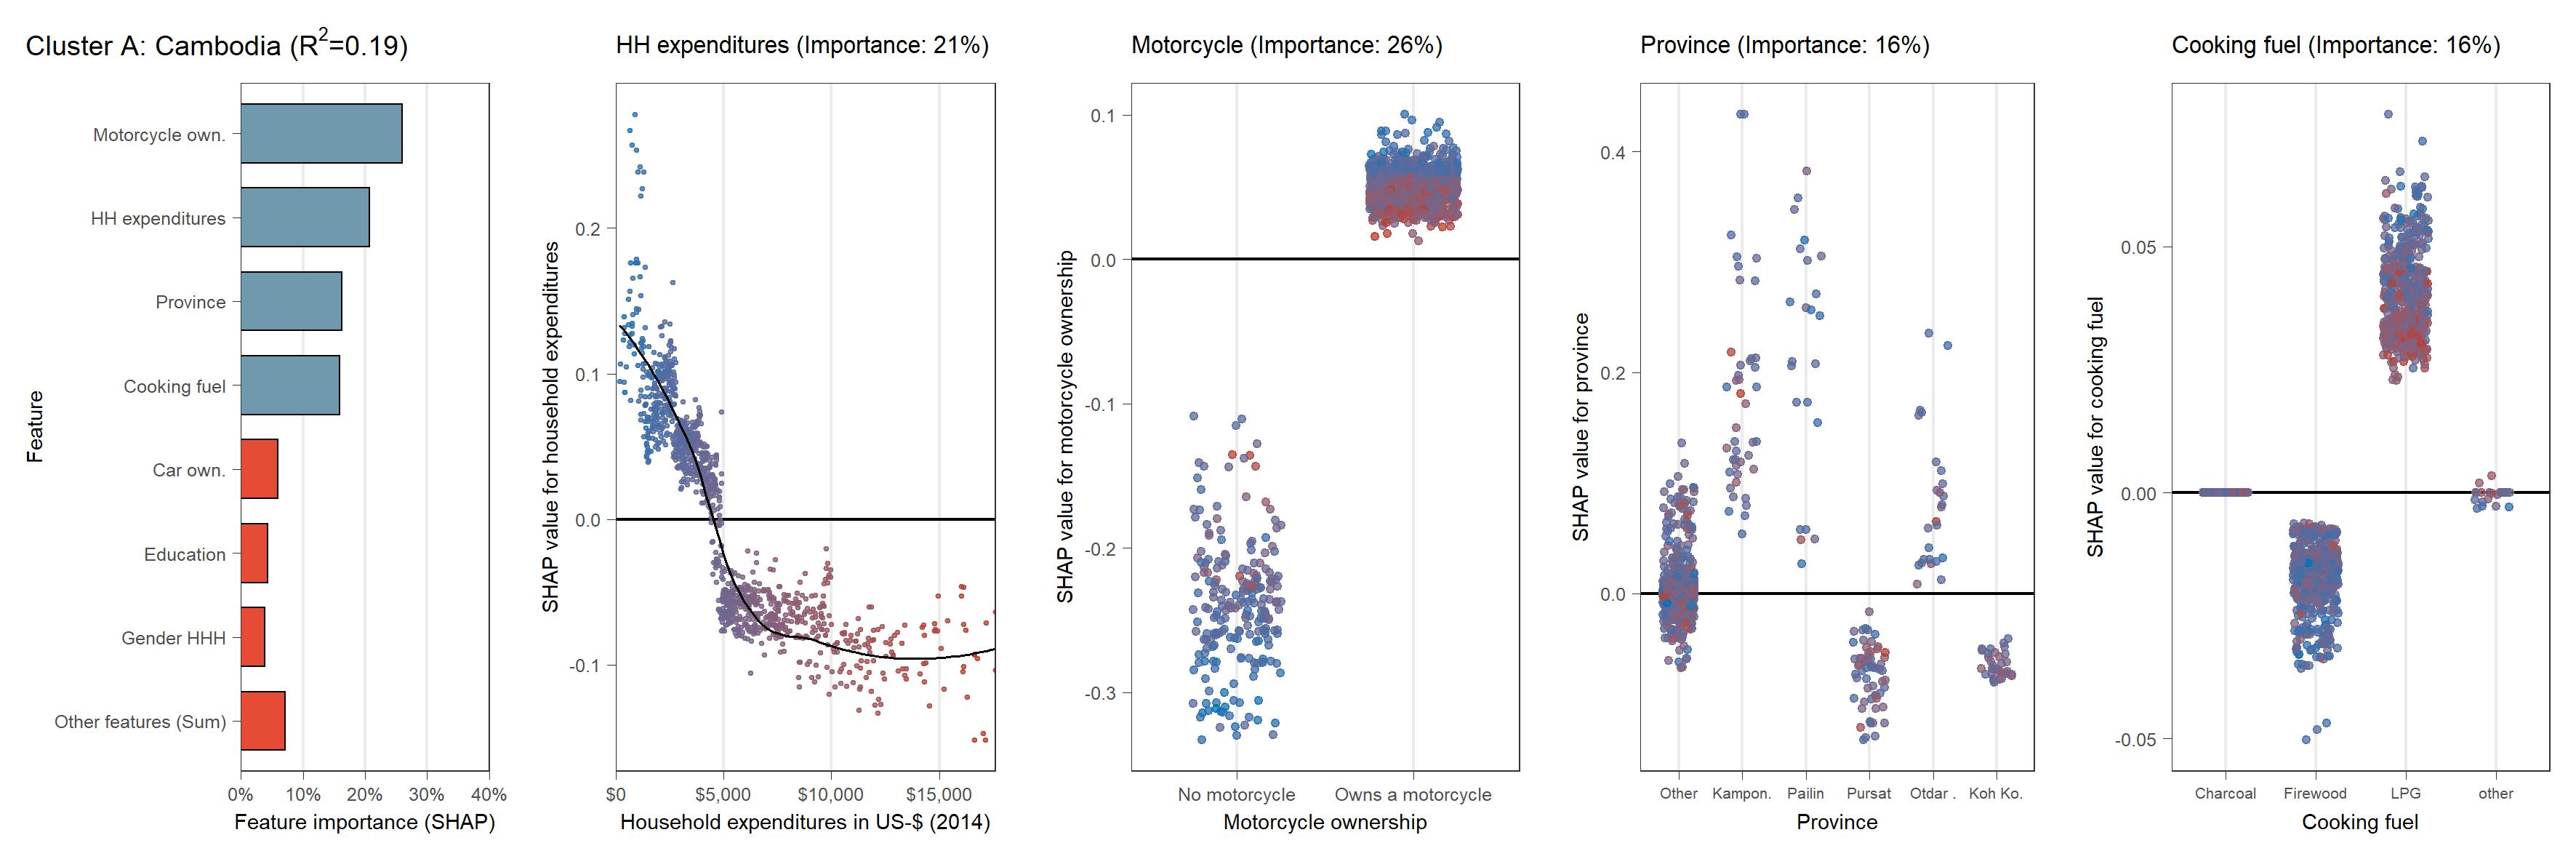 Cluster A: Cambodia (R²=0.19)
Feature
Motorcycle own.
HH expenditures
Province
Cooking fuel
Car own.
Education
Gender HHH
Other features (Sum)
0% 10% 20% 30% 40%
Feature importance (SHAP)
HH expenditures (Importance: 21%)
SHAP value for household expenditures
0.2
0.1
0.0
-0.1
$0 $5,000 $10,000 $15,000
Household expenditures in US-$ (2014)
Motorcycle (Importance: 26%)
SHAP value for motorcycle ownership
0.1
0.0
-0.1
-0.2
-0.3
No motorcycle Owns a motorcycle
Motorcycle ownership
Province (Importance: 16%)
SHAP value for province
0.4
0.2
0.0
Other Kampon. Pailin Pursat Otdar . Koh Ko.
Province
Cooking fuel (Importance: 16%)
SHAP value for cooking fuel
0.05
0.00
-0.05
Charcoal Firewood LPG other
Cooking fuel